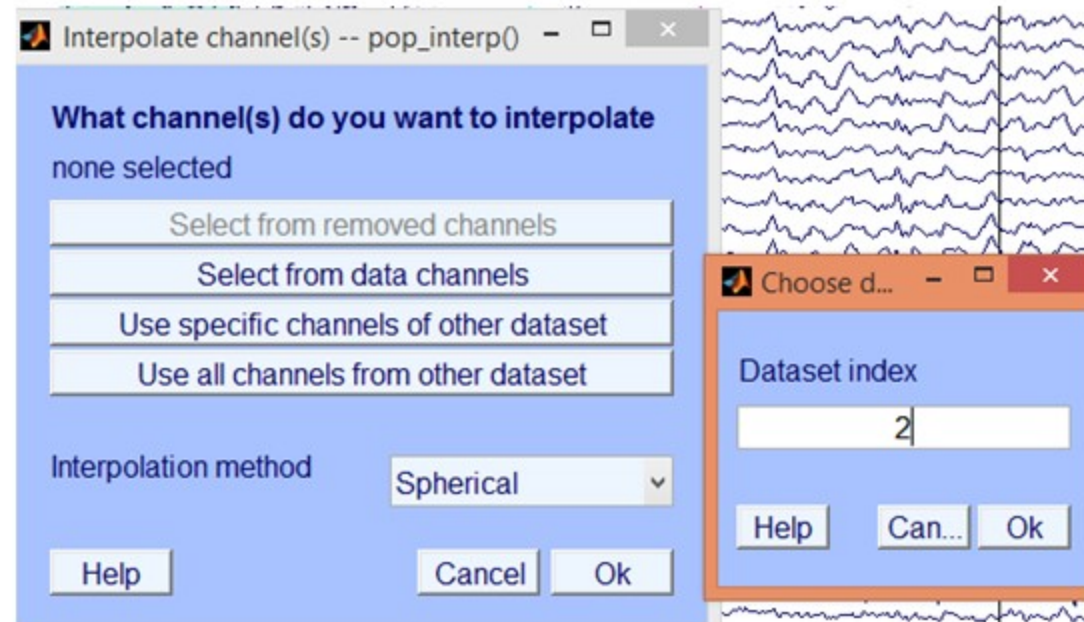 Interpolate channel(s) -- pop_interp()
What channel(s) do you want to interpolate
none selected
Select from removed channels
Select from data channels
Use specific channels of other dataset
Use all channels from other dataset
Interpolation method
Spherical
Help
Cancel
Ok
Choose d...
Dataset index
2
Help
Can...
Ok